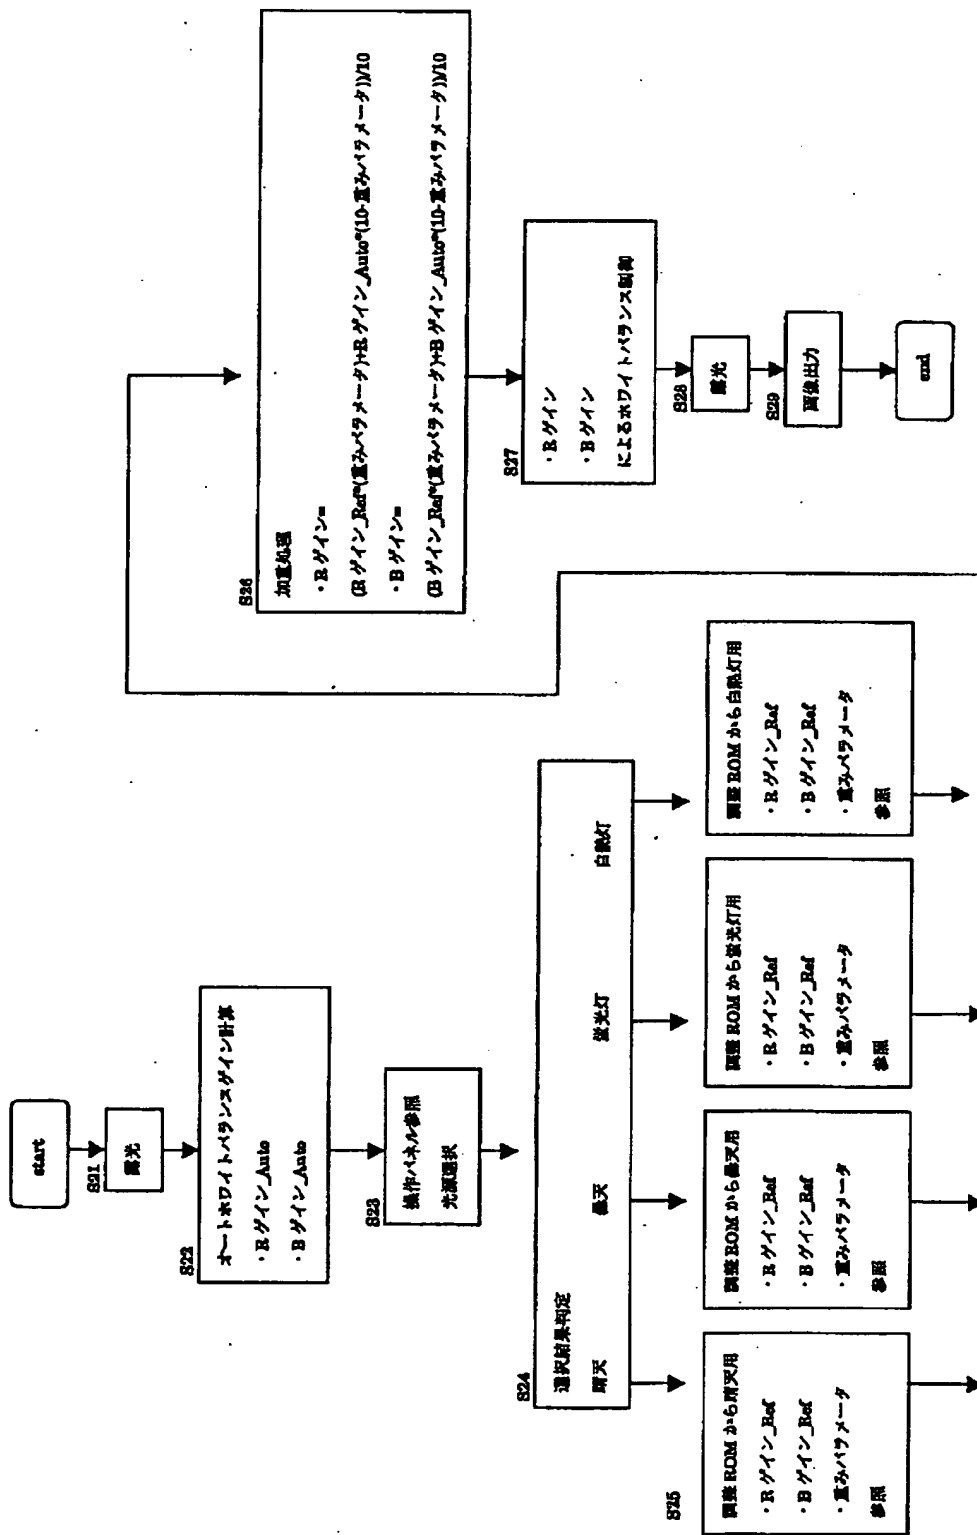 start
S21
露光
S22
オートホワイトバランスゲイン計算
・Rゲイン_Auto
・Bゲイン_Auto
S23
操作パネル参照
光源選択
S24
選択結果判定
晴天
曇天
蛍光灯
白熱灯
S25
調整ROMから晴天用
・Rゲイン_Ref
・Bゲイン_Ref
・重みパラメータ
参照
調整ROMから曇天用
・Rゲイン_Ref
・Bゲイン_Ref
・重みパラメータ
参照
調整ROMから蛍光灯用
・Rゲイン_Ref
・Bゲイン_Ref
・重みパラメータ
参照
調整ROMから白熱灯用
・Rゲイン_Ref
・Bゲイン_Ref
・重みパラメータ
参照
S26
加重処理
・Rゲイン=
(Rゲイン_Ref*(重みパラメータ)+Rゲイン_Auto*(10-重みパラメータ))/10
・Bゲイン=
(Bゲイン_Ref*(重みパラメータ)+Bゲイン_Auto*(10-重みパラメータ))/10
S27
・Rゲイン
・Bゲイン
によるホワイトバランス制御
S28
露光
S29
画像出力
end